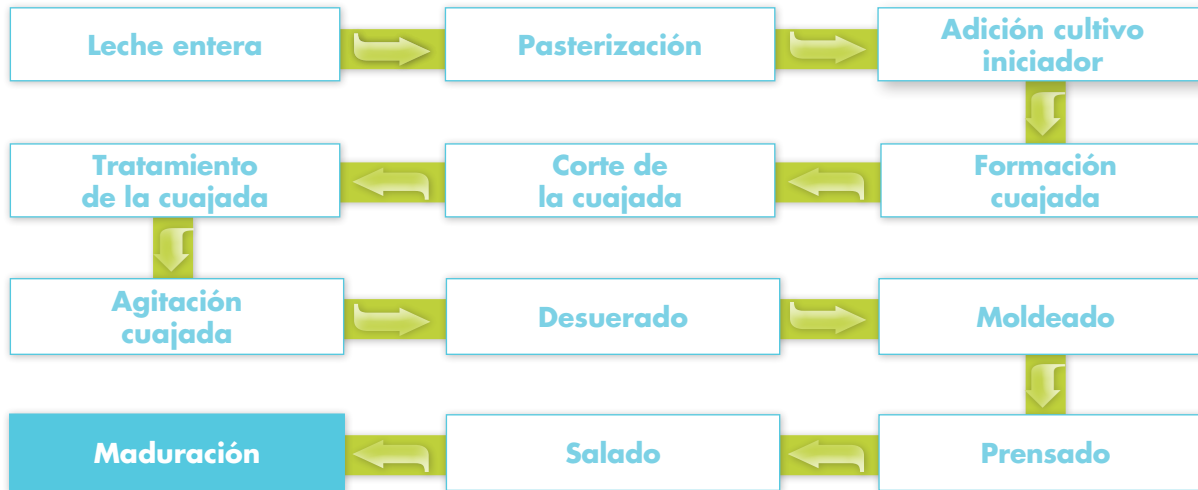 Leche entera
Pasterización
Adición cultivo
iniciador
Formación
cuajada
Corte de
la cuajada
Tratamiento
de la cuajada
Agitación
cuajada
Desuerado
Moldeado
Prensado
Salado
Maduración